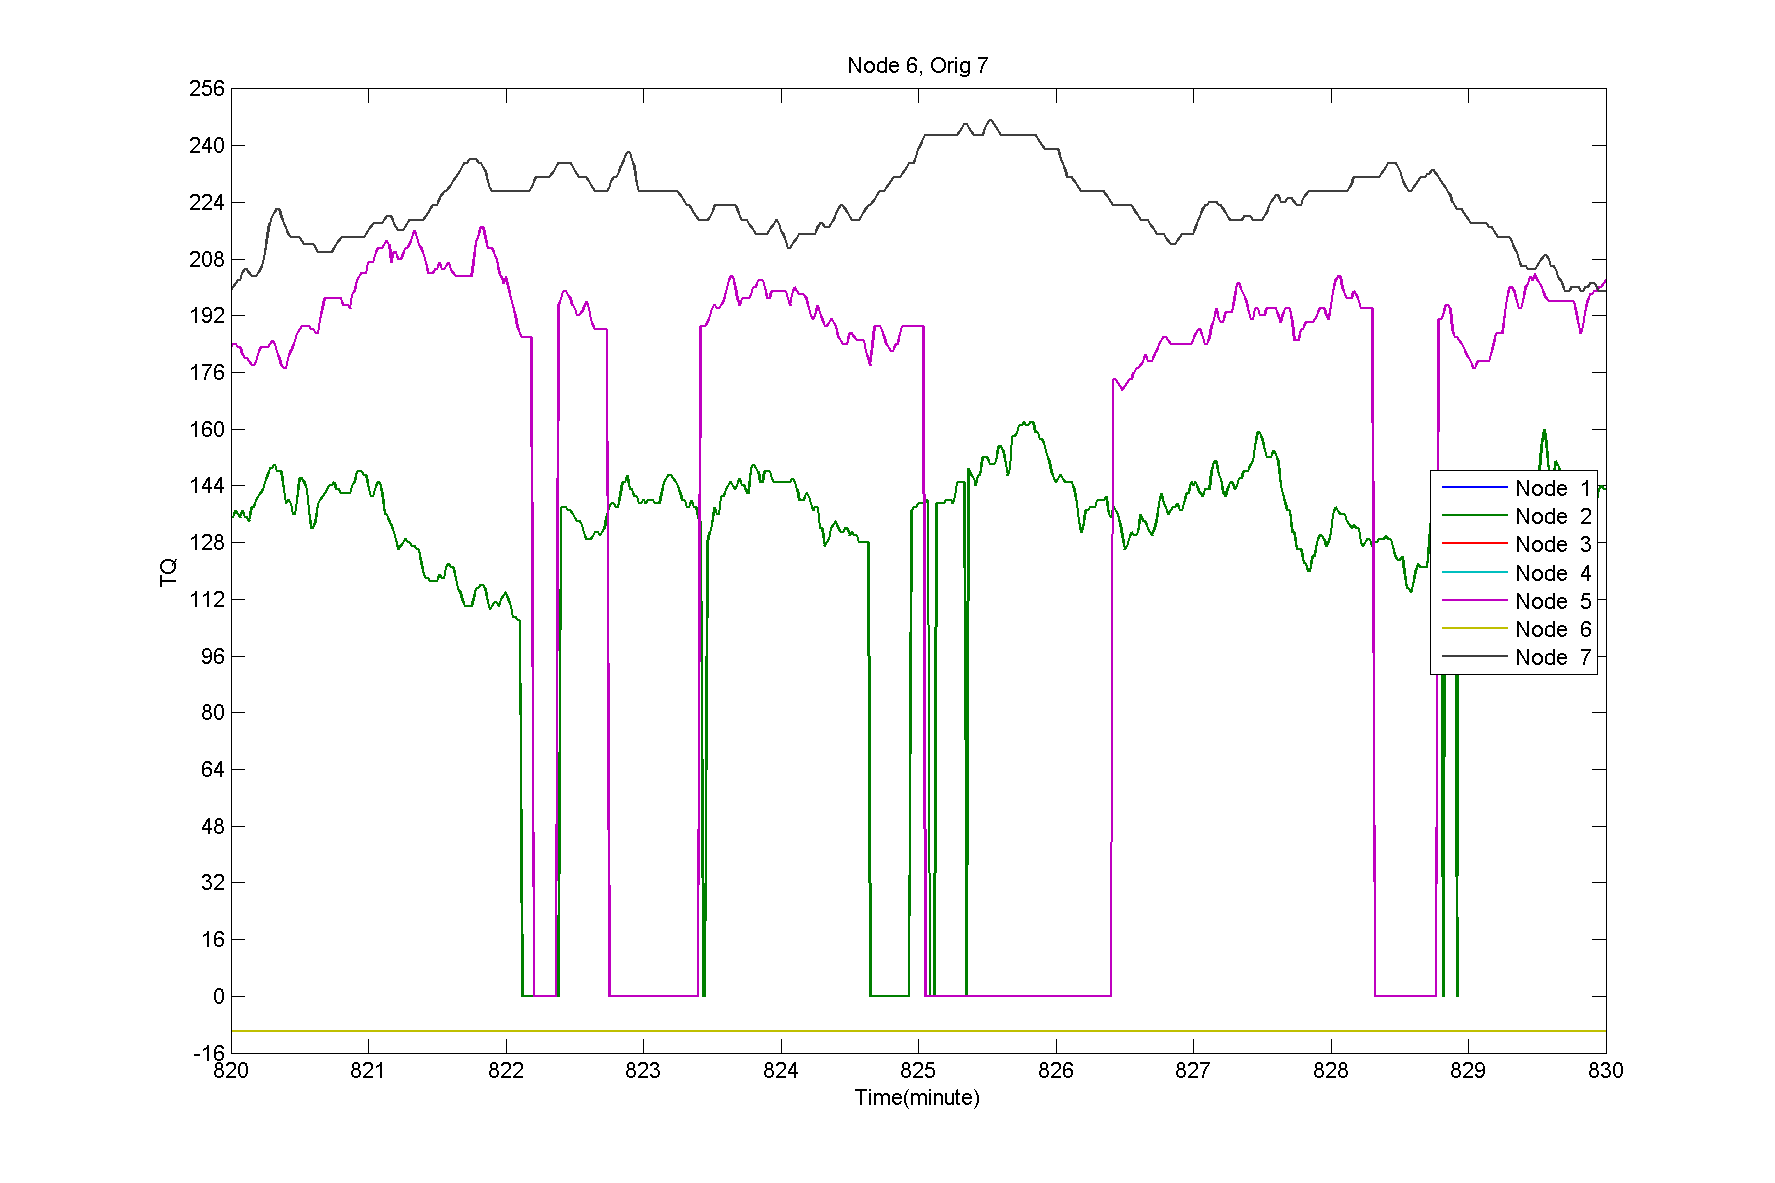 Node 6, Orig 7
256
240
224
208
192
176
160
144
128
112
96
80
64
48
32
16
0
-16
TQ
Node 1
Node 2
Node 3
Node 4
Node 5
Node 6
Node 7
820 821 822 823 824 825 826 827 828 829 830
Time(minute)